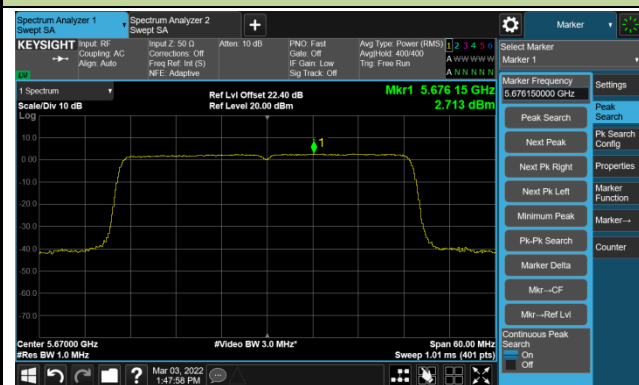 Spectrum Analyzer 1
Swept SA
Spectrum Analyzer 2
Swept SA
+
Marker
KEYSIGHT
Input: RF
Coupling: AC
Align: Auto
Input Z: 50 Ω
Corrections: Off
Freq Ref: Int (S)
NFE: Adaptive
Atten: 10 dB
PNO: Fast
Gate: Off
IF Gain: Low
Sig Track: Off
Avg Type: Power (RMS)
Avg|Hold: 400/400
Trig: Free Run
1 2 3 4 5 6
A W W W W W
A N N N N N
Select Marker
Marker 1
LXI
1 Spectrum
Scale/Div 10 dB
Log
Ref Lvl Offset 22.40 dB
Ref Level 20.00 dBm
Mkr1 5.676 15 GHz
2.713 dBm
10.0
0.00
-10.0
-20.0
-30.0
-40.0
-50.0
-60.0
-70.0
1
Center 5.67000 GHz
#Res BW 1.0 MHz
#Video BW 3.0 MHz*
Span 60.00 MHz
Sweep 1.01 ms (401 pts)
Marker Frequency
5.676150000 GHz
Peak Search
Next Peak
Next Pk Right
Next Pk Left
Minimum Peak
Pk-Pk Search
Marker Delta
Mkr→CF
Mkr→Ref Lvl
Continuous Peak
Search
On
Off
Settings
Peak
Search
Pk Search
Config
Properties
Marker
Function
Marker→
Counter
?
Mar 03, 2022
1:47:58 PM